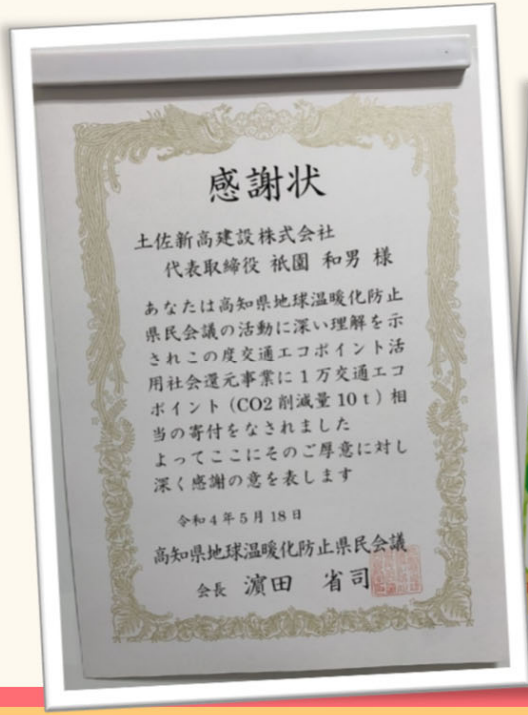 感謝状
土佐新高建設株式会社
代表取締役 祇園 和男 様
あなたは高知県地球温暖化防止
県民会議の活動に深い理解を示
されこの度交通エコポイント活
用社会還元事業に1万交通エコ
ポイント(CO2削減量10t)相
当の寄付をなされました
よってここにそのご厚意に対し
深く感謝の意を表します
令和4年5月18日
高知県地球温暖化防止県民会議
会長 濵田 省司